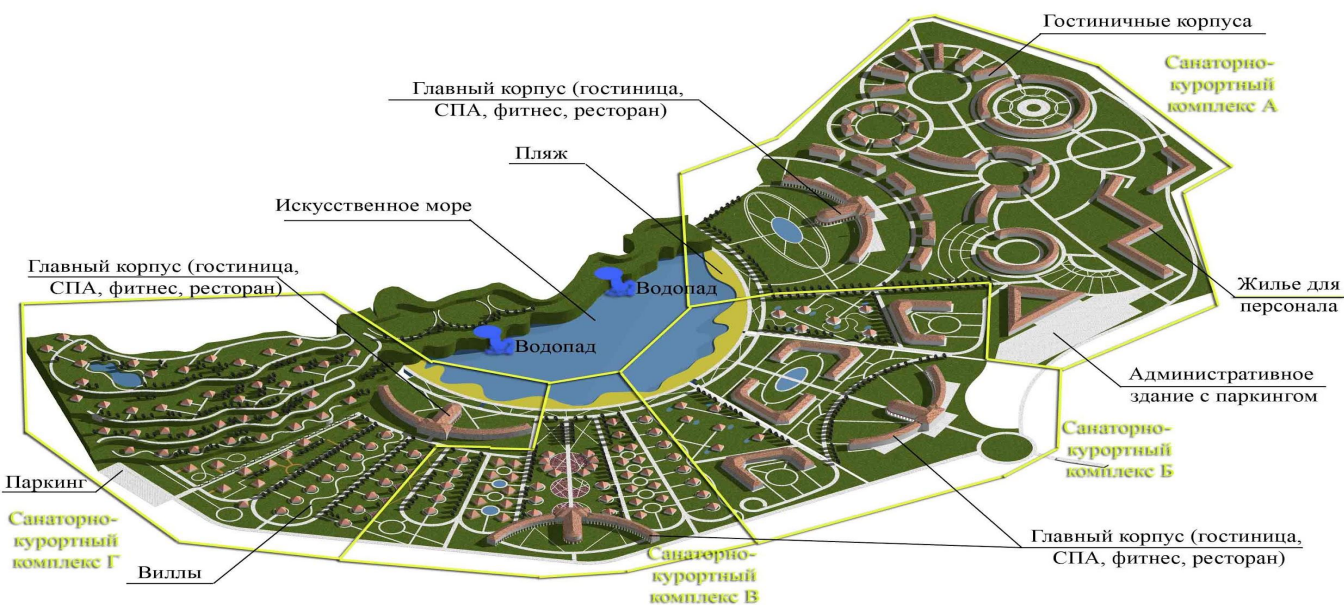 Гостиничные корпуса
Санаторно-
курортный
комплекс А
Главный корпус (гостиница,
СПА, фитнес, ресторан)
Пляж
Искусственное море
Главный корпус (гостиница,
СПА, фитнес, ресторан)
Водопад
Водопад
Жилье для
персонала
Административное
здание с паркингом
Санаторно-
курортный
комплекс Б
Паркинг
Санаторно-
курортный
комплекс Г
Виллы
Санаторно-
курортный
комплекс В
Главный корпус (гостиница,
СПА, фитнес, ресторан)